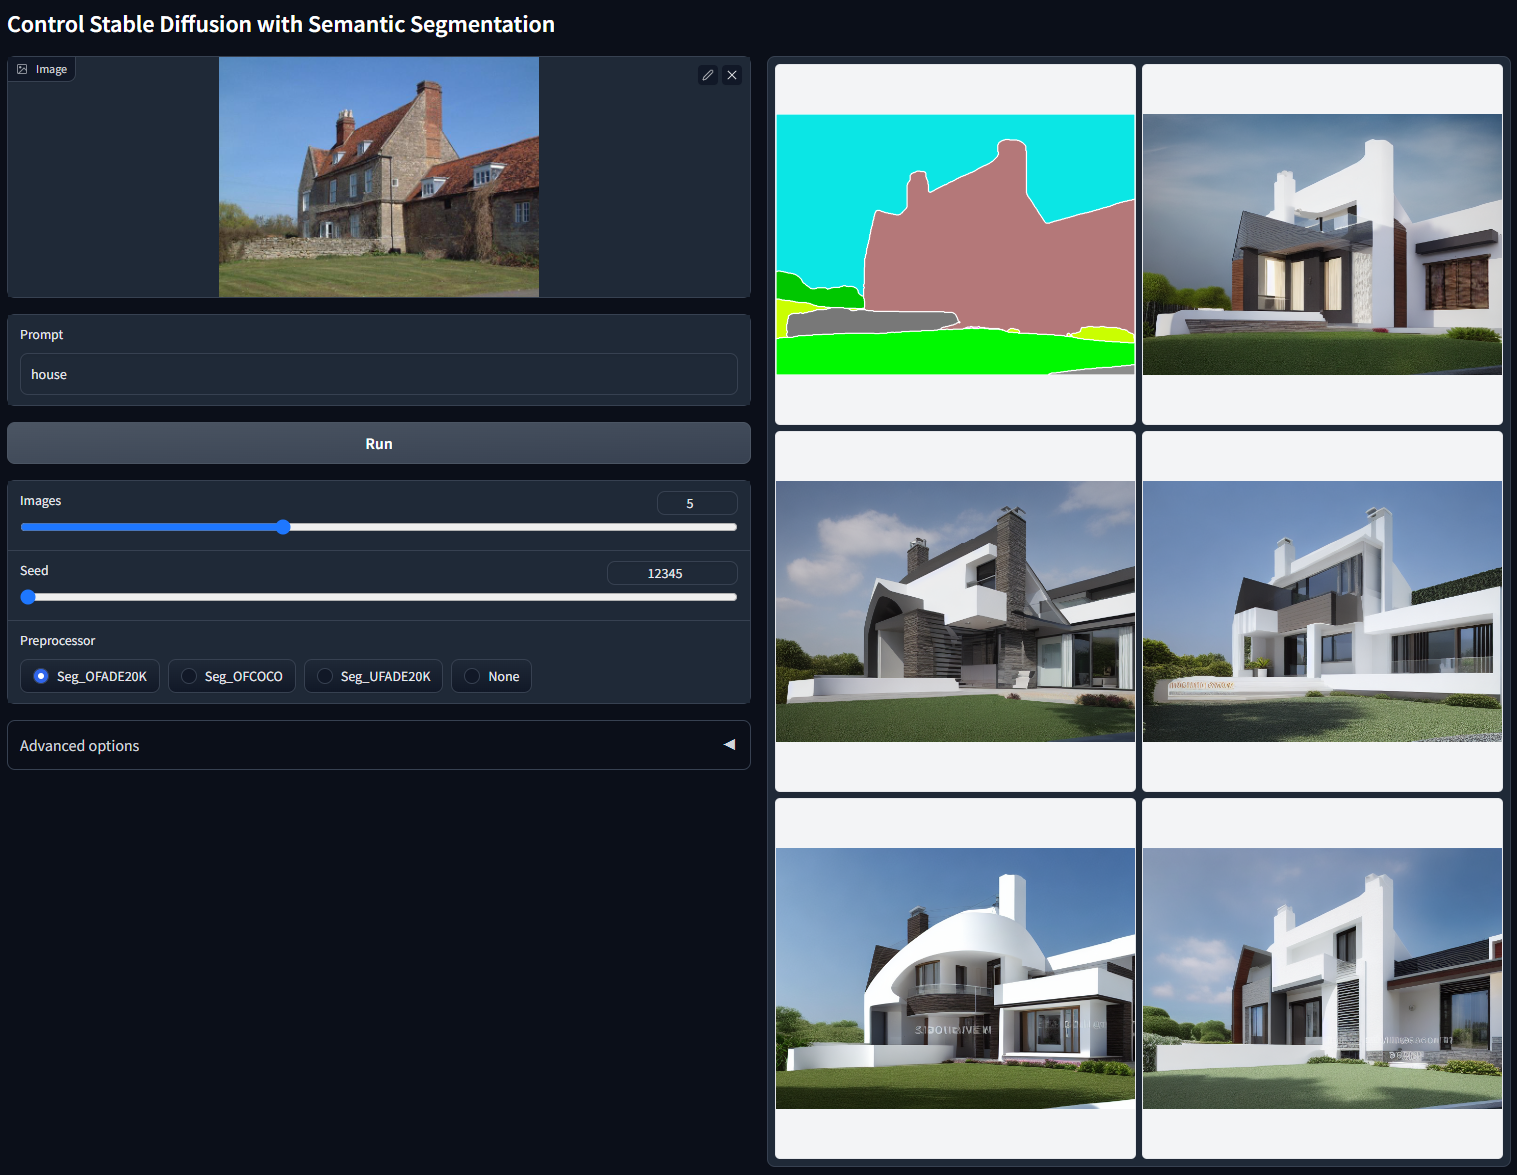 Control Stable Diffusion with Semantic Segmentation
Image
Prompt
house
Run
Images
5
Seed
12345
Preprocessor
Seg_OFADE20K
Seg_OFCOCO
Seg_UFADE20K
None
Advanced options